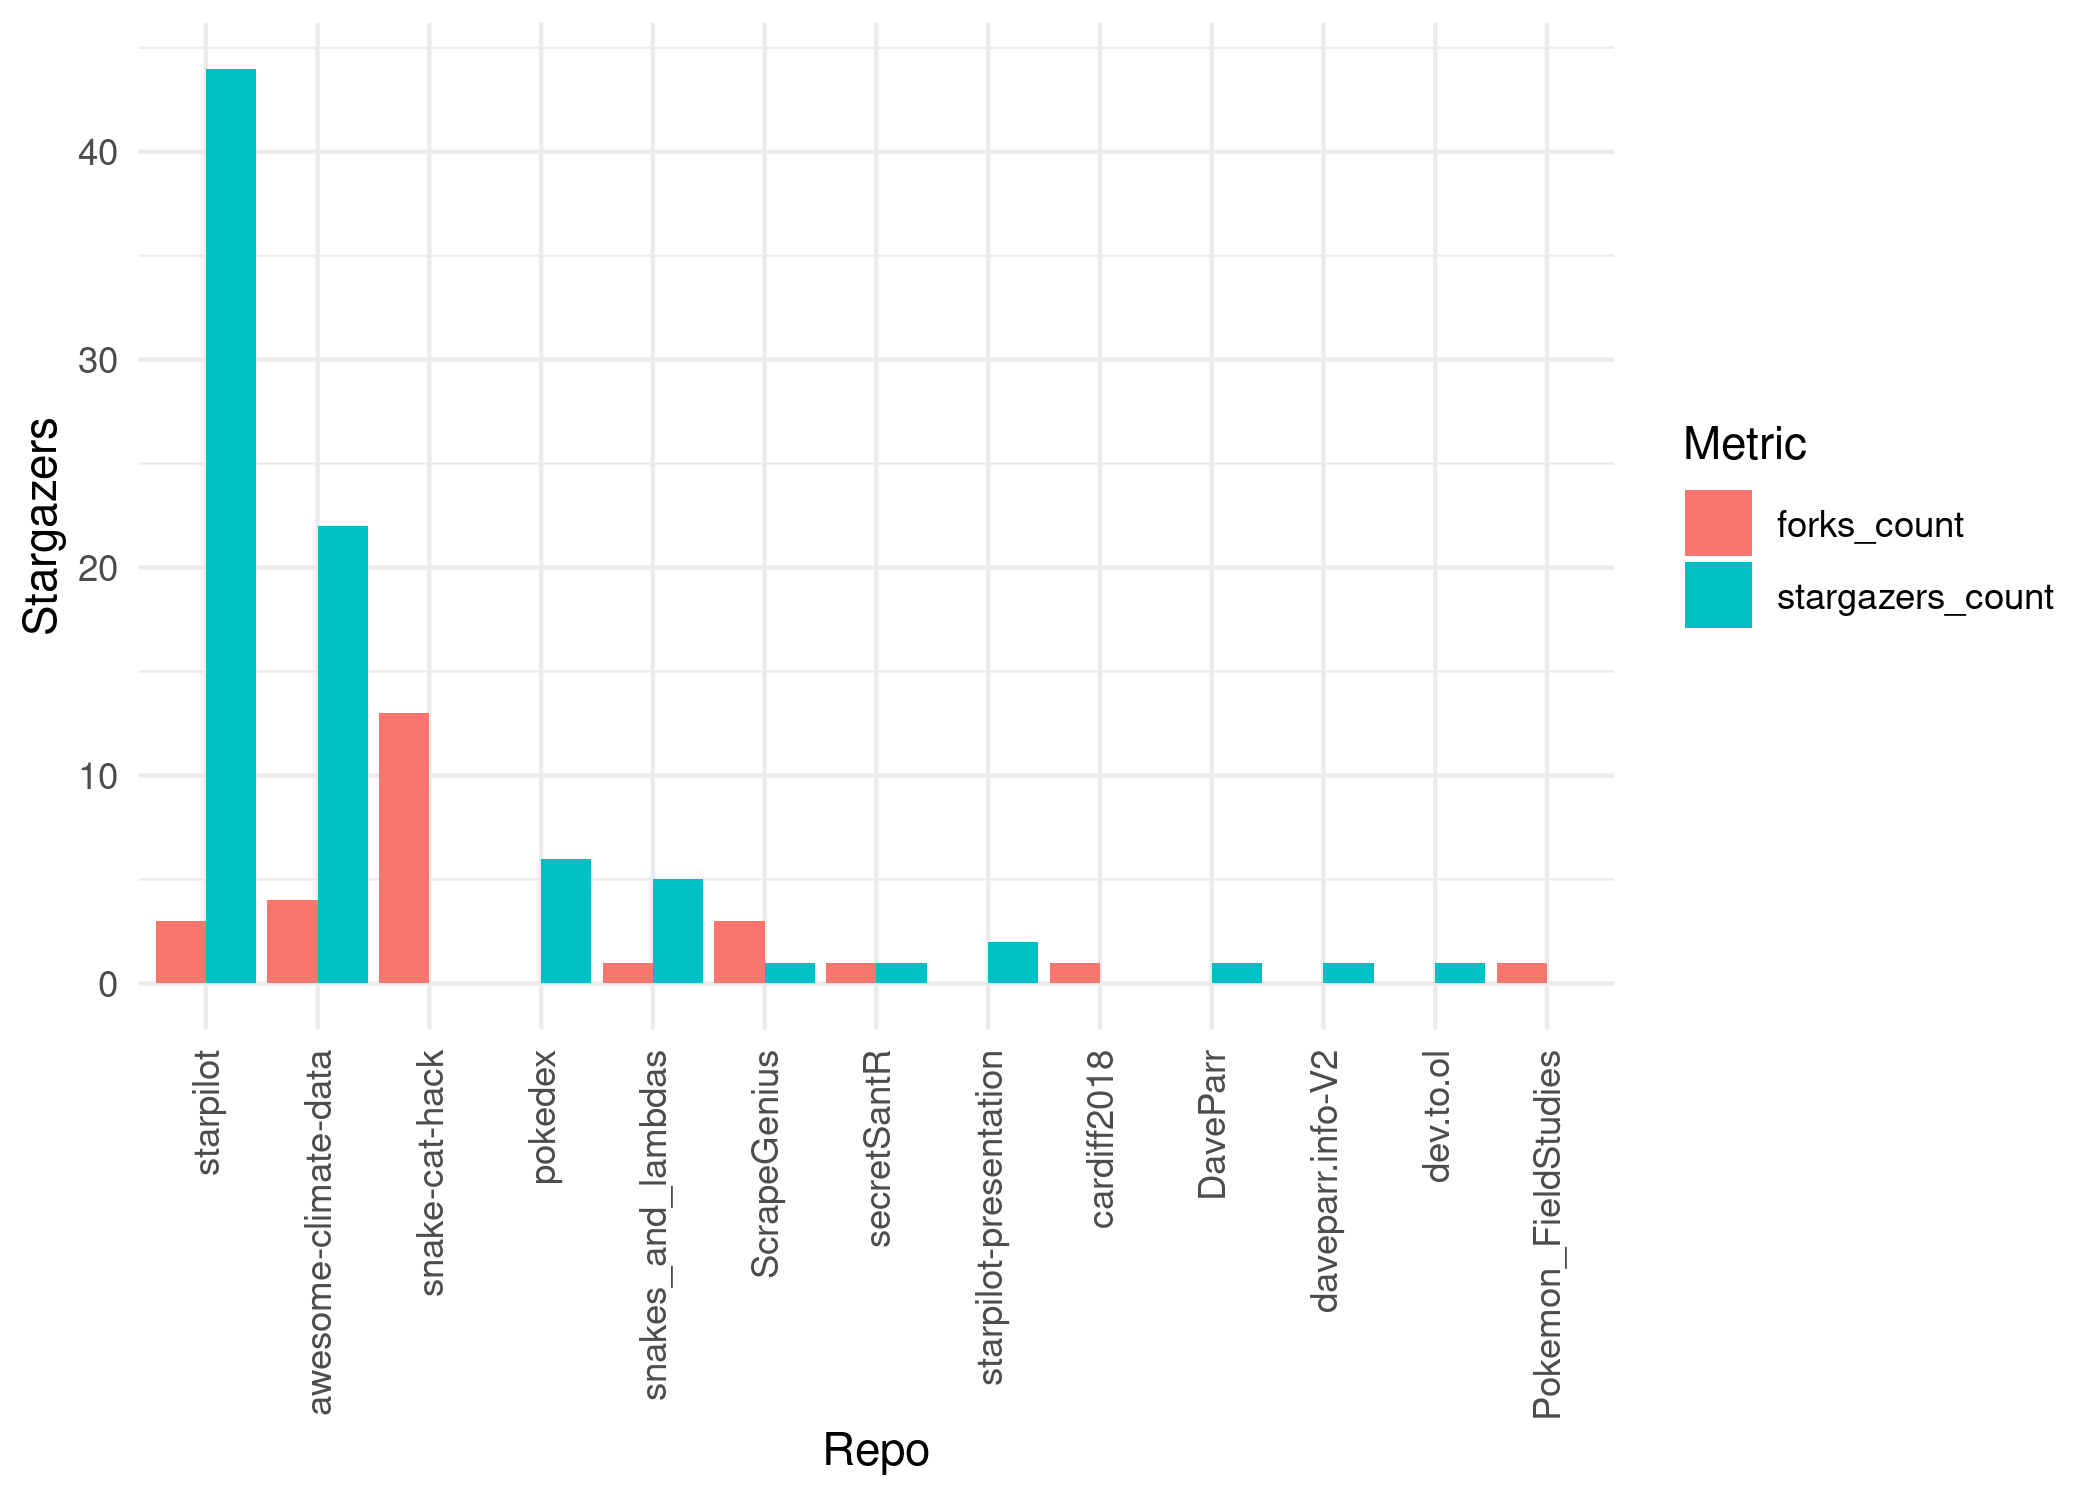 Stargazers
40
30
20
10
0
starpilot
awesome-climate-data
snake-cat-hack
pokedex
snakes_and_lambdas
ScrapeGenius
secretSantR
starpilot-presentation
cardiff2018
DaveParr
daveparr.info-V2
dev.to.ol
Pokemon_FieldStudies
Repo
Metric
forks_count
stargazers_count